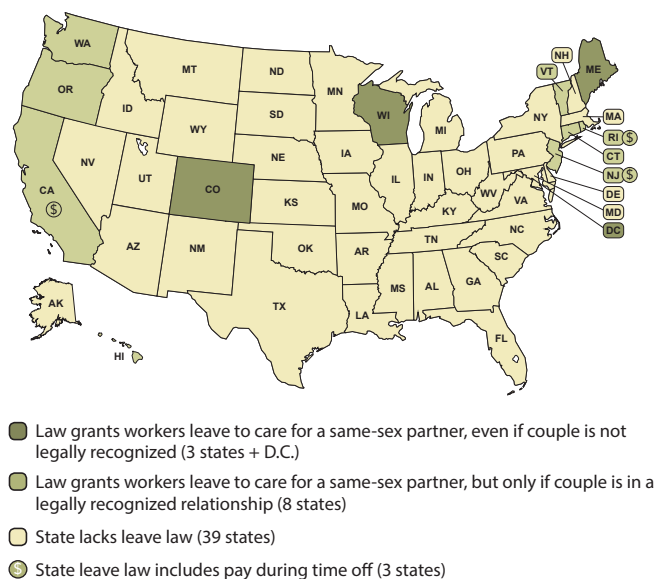 WA
OR
CA
$
NV
ID
MT
WY
UT
CO
AZ
NM
ND
SD
NE
KS
OK
TX
MN
IA
MO
AR
LA
WI
IL
MI
IN
OH
KY
TN
MS
AL
GA
FL
SC
NC
VA
WV
PA
NY
VT
NH
ME
MA
RI $
CT
NJ $
DE
MD
DC
AK
HI
Law grants workers leave to care for a same-sex partner, even if couple is not
legally recognized (3 states + D.C.)
Law grants workers leave to care for a same-sex partner, but only if couple is in a
legally recognized relationship (8 states)
State lacks leave law (39 states)
$ State leave law includes pay during time off (3 states)